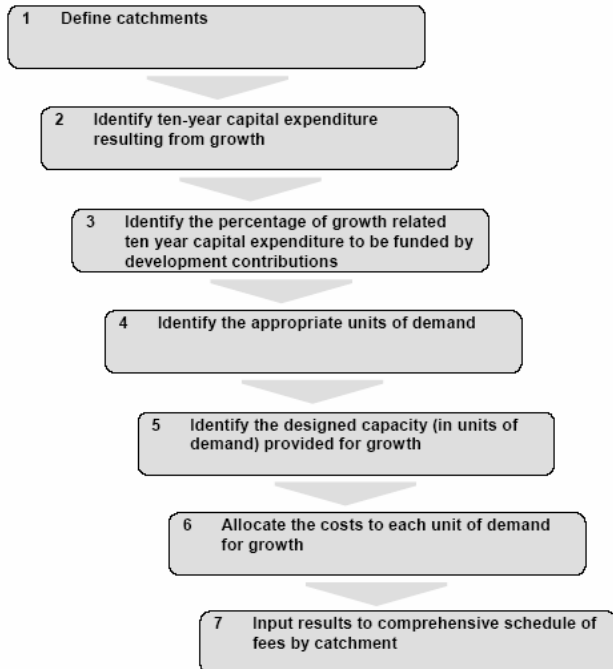 1 Define catchments
2 Identify ten-year capital expenditure
resulting from growth
3 Identify the percentage of growth related
ten year capital expenditure to be funded by
development contributions
4 Identify the appropriate units of demand
5 Identify the designed capacity (in units of
demand) provided for growth
6 Allocate the costs to each unit of demand
for growth
7 Input results to comprehensive schedule of
fees by catchment